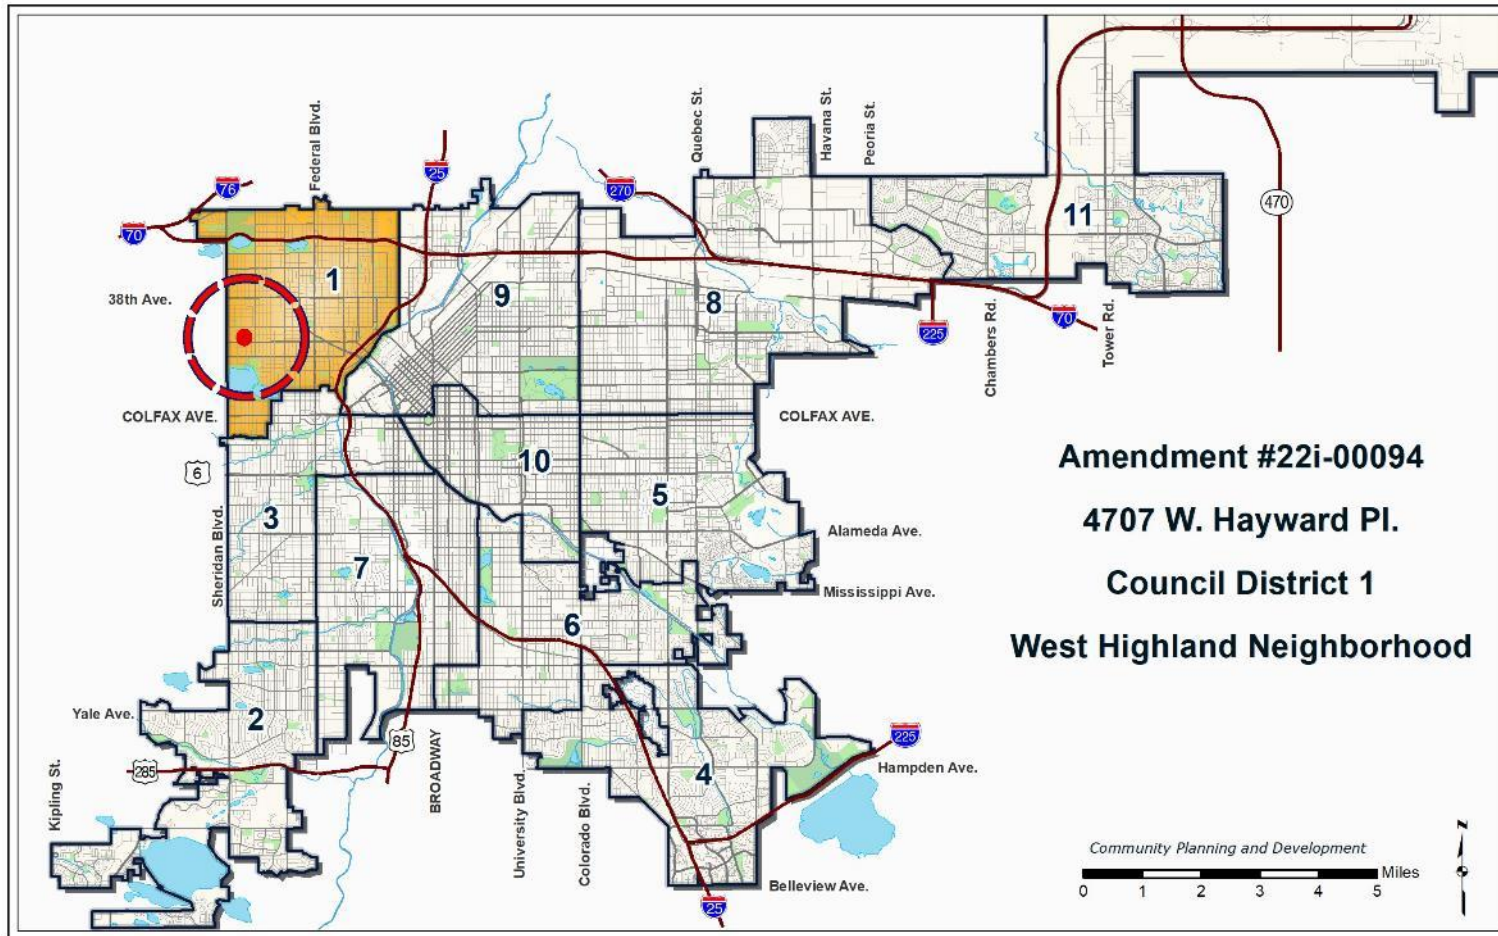 Federal Blvd.
25
76
70
38th Ave.
1
Quebec St.
Havana St.
Peoria St.
270
9
8
11
470
225
70
Chambers Rd.
Tower Rd.
COLFAX AVE.
COLFAX AVE.
6
10
5
3
Sheridan Blvd.
7
Alameda Ave.
Mississippi Ave.
6
Yale Ave.
2
285
85
BROADWAY
University Blvd.
Colorado Blvd.
4
225
Hampden Ave.
Kipling St.
Belleview Ave.
25
Amendment #22i-00094
4707 W. Hayward Pl.
Council District 1
West Highland Neighborhood
Community Planning and Development
Miles
0 1 2 3 4 5
N